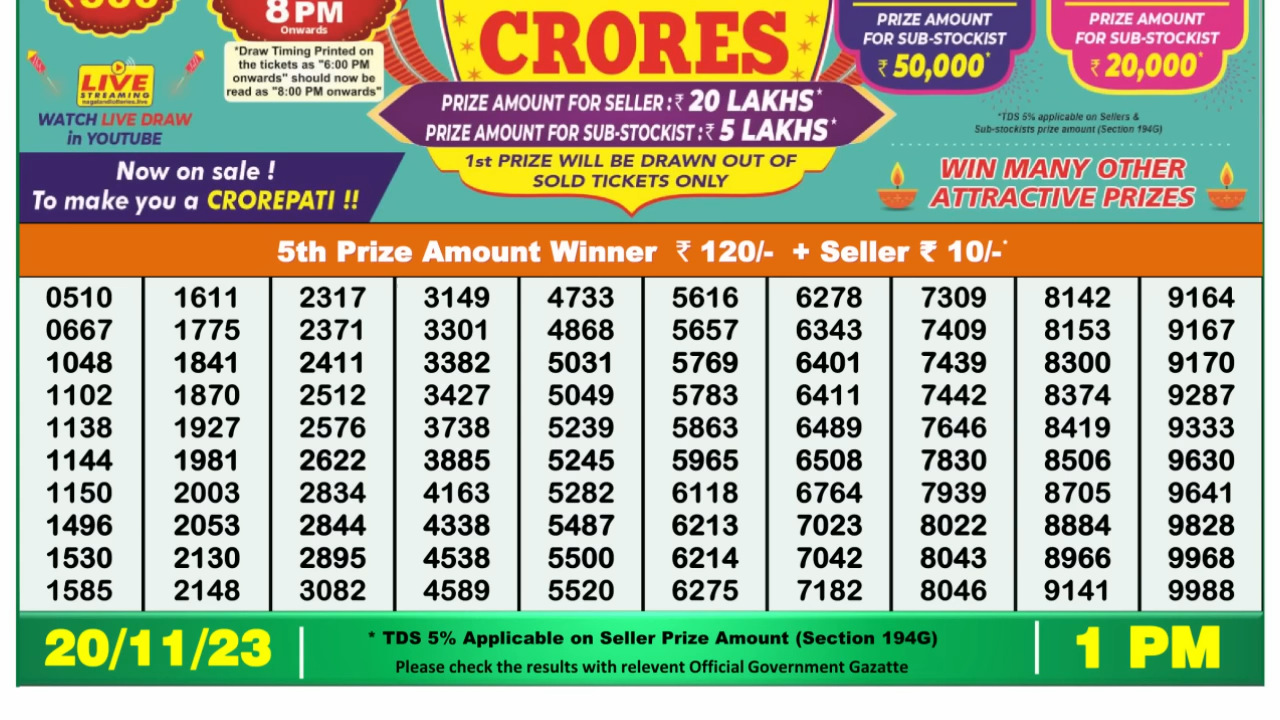 8 PM
Onwards
*Draw Timing Printed on
the tickets as "6:00 PM
onwards" should now be
read as "8:00 PM onwards"
LIVE
STREAMING
nagalandlotteries.live
WATCH LIVE DRAW
in YOUTUBE
Now on sale !
To make you a CROREPATI !!
CRORES
PRIZE AMOUNT FOR SELLER : ₹ 20 LAKHS*
PRIZE AMOUNT FOR SUB-STOCKIST : ₹ 5 LAKHS*
1st PRIZE WILL BE DRAWN OUT OF
SOLD TICKETS ONLY
PRIZE AMOUNT
FOR SUB-STOCKIST
₹ 50,000*
PRIZE AMOUNT
FOR SUB-STOCKIST
₹ 20,000*
*TDS 5% applicable on Sellers &
Sub-stockists prize amount (Section 194G)
WIN MANY OTHER
ATTRACTIVE PRIZES
5th Prize Amount Winner ₹ 120/- + Seller ₹ 10/-*
0510 1611 2317 3149 4733 5616 6278 7309 8142 9164
0667 1775 2371 3301 4868 5657 6343 7409 8153 9167
1048 1841 2411 3382 5031 5769 6401 7439 8300 9170
1102 1870 2512 3427 5049 5783 6411 7442 8374 9287
1138 1927 2576 3738 5239 5863 6489 7646 8419 9333
1144 1981 2622 3885 5245 5965 6508 7830 8506 9630
1150 2003 2834 4163 5282 6118 6764 7939 8705 9641
1496 2053 2844 4338 5487 6213 7023 8022 8884 9828
1530 2130 2895 4538 5500 6214 7042 8043 8966 9968
1585 2148 3082 4589 5520 6275 7182 8046 9141 9988
20/11/23
* TDS 5% Applicable on Seller Prize Amount (Section 194G)
Please check the results with relevent Official Government Gazatte
1 PM